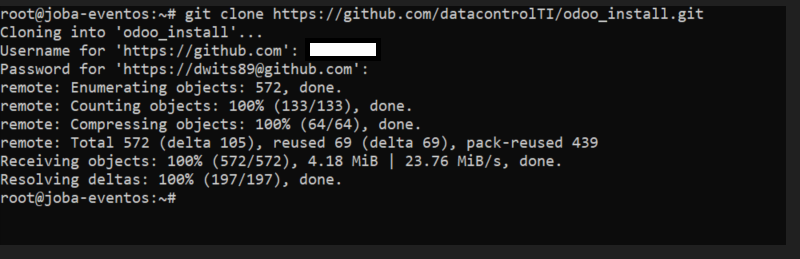 root@joba-eventos:~# git clone https://github.com/datacontrolTI/odoo_install.git
Cloning into 'odoo_install'...
Username for 'https://github.com':
Password for 'https://dwits89@github.com':
remote: Enumerating objects: 572, done.
remote: Counting objects: 100% (133/133), done.
remote: Compressing objects: 100% (64/64), done.
remote: Total 572 (delta 105), reused 69 (delta 69), pack-reused 439
Receiving objects: 100% (572/572), 4.18 MiB | 23.76 MiB/s, done.
Resolving deltas: 100% (197/197), done.
root@joba-eventos:~#